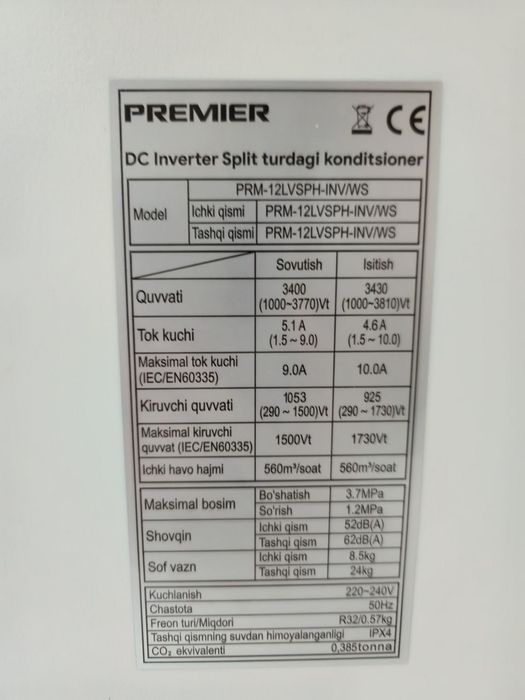 PREMIER CE
DC Inverter Split turdagi konditsioner
Model
PRM-12LVSPH-INV/WS
Ichki qismi PRM-12LVSPH-INV/WS
Tashqi qismi PRM-12LVSPH-INV/WS
Sovutish Isitish
Quvvati 3400 (1000~3770)Vt 3430 (1000~3810)Vt
Tok kuchi 5.1 A (1.5 ~ 9.0) 4.6A (1.5 ~ 10.0)
Maksimal tok kuchi (IEC/EN60335) 9.0A 10.0A
Kiruvchi quvvati 1053 (290 ~ 1500)Vt 925 (290 ~ 1730)Vt
Maksimal kiruvchi quvvat (IEC/EN60335) 1500Vt 1730Vt
Ichki havo hajmi 560m³/soat 560m³/soat
Maksimal bosim Bo'shatish 3.7MPa
So'rish 1.2MPa
Shovqin Ichki qism 52dB(A)
Tashqi qism 62dB(A)
Sof vazn Ichki qism 8.5kg
Tashqi qism 24kg
Kuchlanish 220~240V
Chastota 50Hz
Freon turi/Miqdori R32/0.57kg
Tashqi qismning suvdan himoyalanganligi IPX4
CO₂ ekvivalenti 0,385tonna